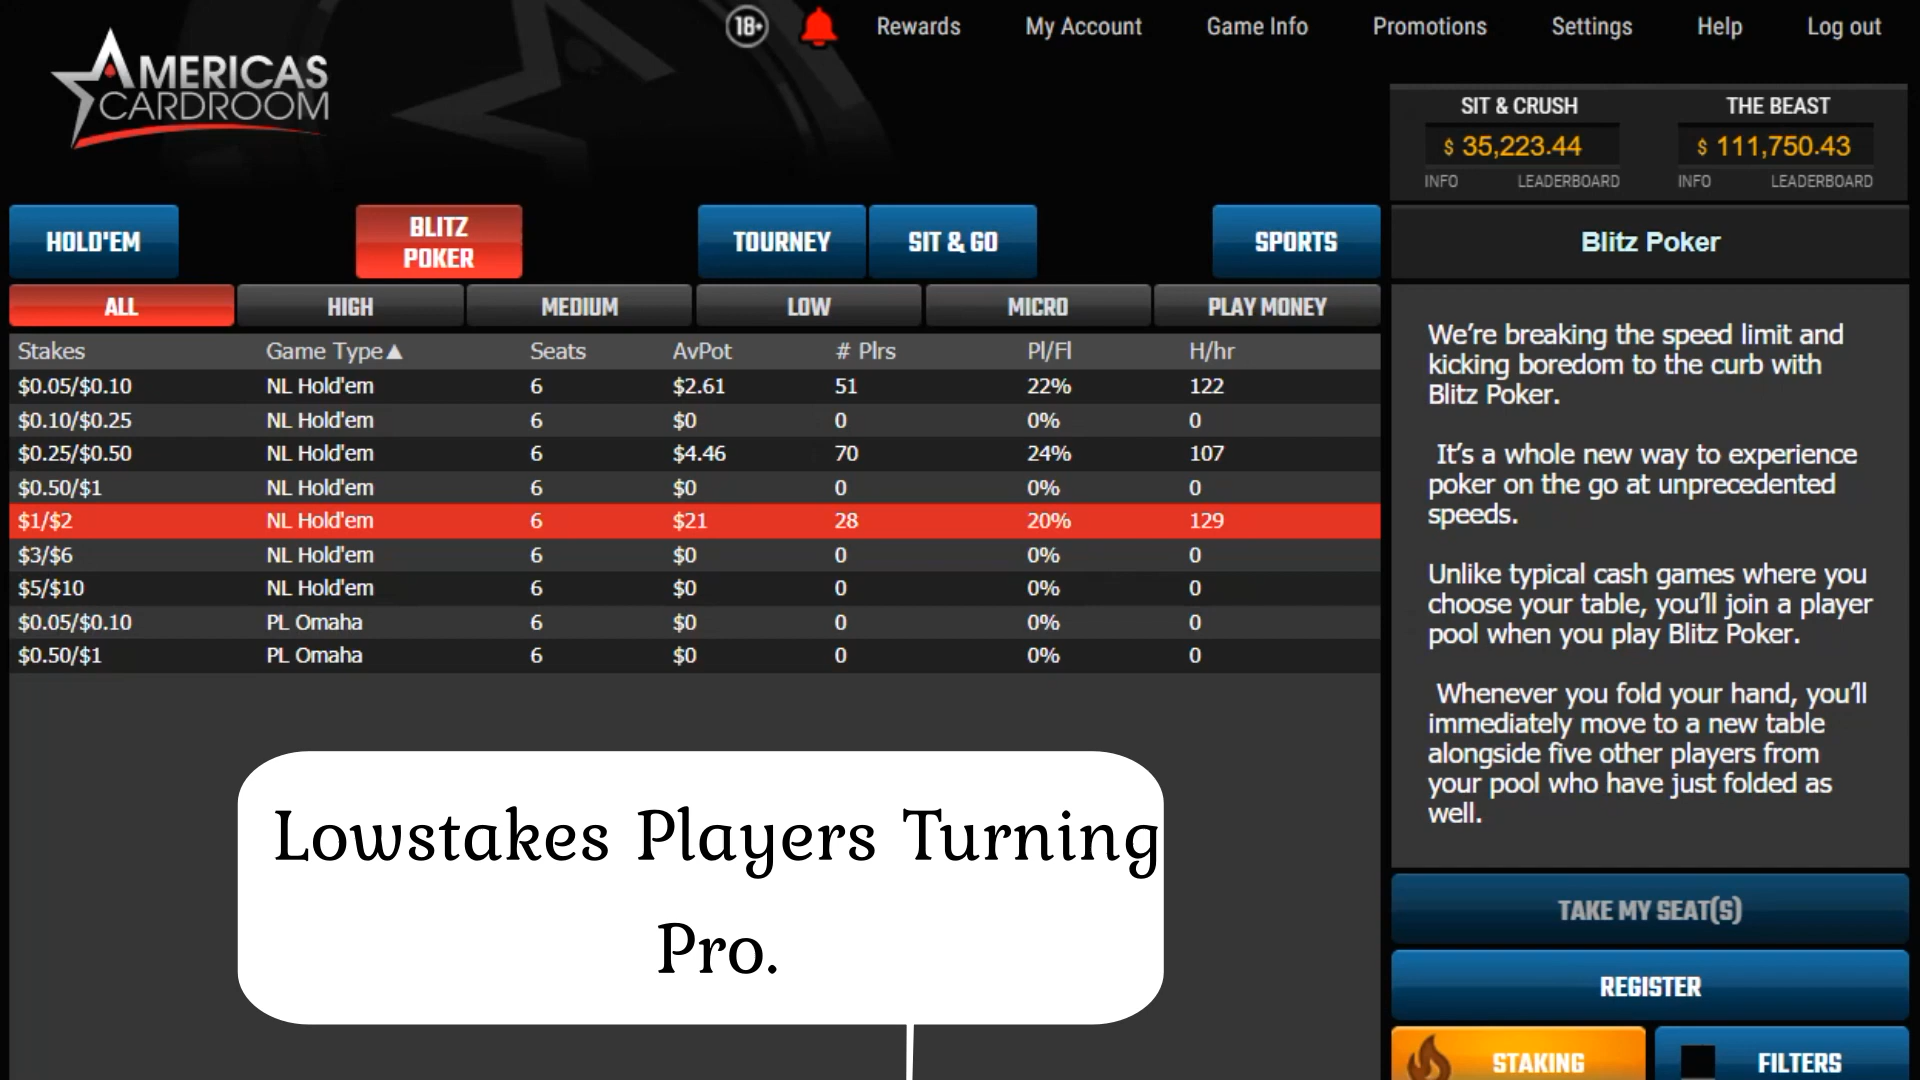 18+ Rewards My Account Game Info Promotions Settings Help Log out
AMERICAS
CARDROOM
SIT & CRUSH THE BEAST
$ 35,223.44 $ 111,750.43
INFO LEADERBOARD INFO LEADERBOARD
HOLD'EM BLITZ POKER TOURNEY SIT & GO SPORTS
ALL HIGH MEDIUM LOW MICRO PLAY MONEY
Stakes Game Type▲ Seats AvPot # Plrs Pl/Fl H/hr
$0.05/$0.10 NL Hold'em 6 $2.61 51 22% 122
$0.10/$0.25 NL Hold'em 6 $0 0 0% 0
$0.25/$0.50 NL Hold'em 6 $4.46 70 24% 107
$0.50/$1 NL Hold'em 6 $0 0 0% 0
$1/$2 NL Hold'em 6 $21 28 20% 129
$3/$6 NL Hold'em 6 $0 0 0% 0
$5/$10 NL Hold'em 6 $0 0 0% 0
$0.05/$0.10 PL Omaha 6 $0 0 0% 0
$0.50/$1 PL Omaha 6 $0 0 0% 0
Lowstakes Players Turning
Pro.
Blitz Poker
We're breaking the speed limit and
kicking boredom to the curb with
Blitz Poker.
It's a whole new way to experience
poker on the go at unprecedented
speeds.
Unlike typical cash games where you
choose your table, you'll join a player
pool when you play Blitz Poker.
Whenever you fold your hand, you'll
immediately move to a new table
alongside five other players from
your pool who have just folded as
well.
TAKE MY SEAT(S)
REGISTER
STAKING FILTERS